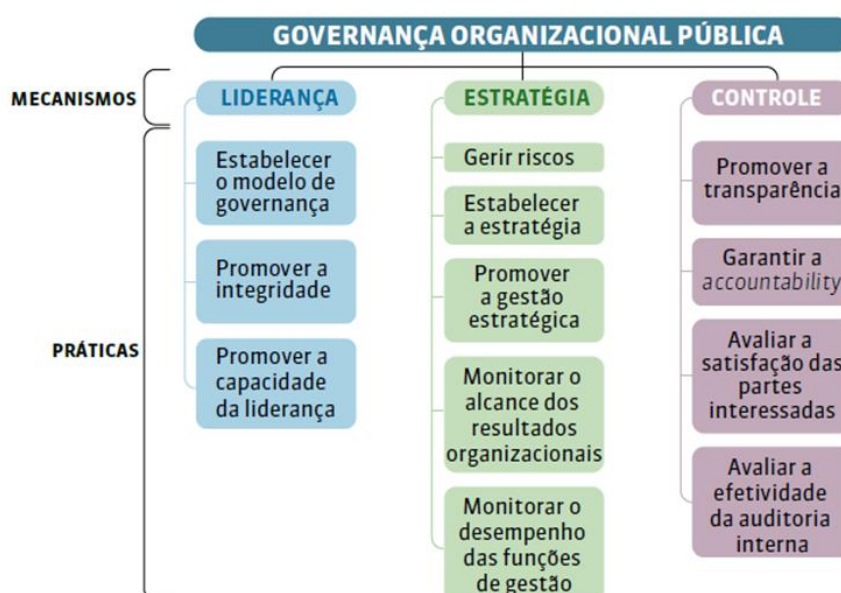 GOVERNANÇA ORGANIZACIONAL PÚBLICA
MECANISMOS
LIDERANÇA
ESTRATÉGIA
CONTROLE
PRÁTICAS
Estabelecer
o modelo de
governança
Promover a
integridade
Promover a
capacidade
da liderança
Gerir riscos
Estabelecer
a estratégia
Promover
a gestão
estratégica
Monitorar o
alcance dos
resultados
organizacionais
Monitorar o
desempenho
das funções
de gestão
Promover a
transparência
Garantir a
accountability
Avaliar a
satisfação das
partes
interessadas
Avaliar a
efetividade
da auditoria
interna